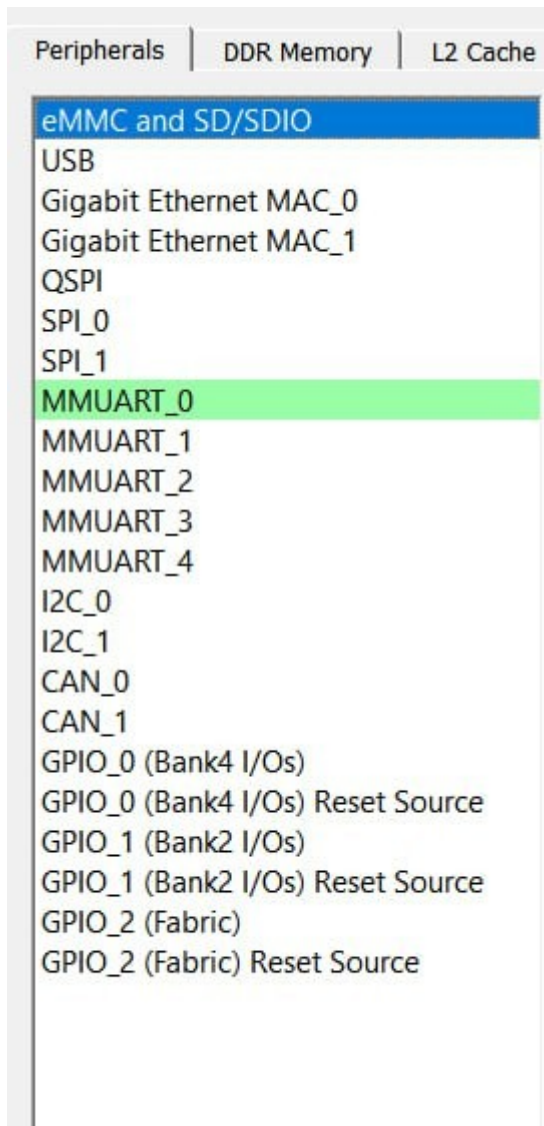 Peripherals DDR Memory L2 Cache
eMMC and SD/SDIO
USB
Gigabit Ethernet MAC_0
Gigabit Ethernet MAC_1
QSPI
SPI_0
SPI_1
MMUART_0
MMUART_1
MMUART_2
MMUART_3
MMUART_4
I2C_0
I2C_1
CAN_0
CAN_1
GPIO_0 (Bank4 I/Os)
GPIO_0 (Bank4 I/Os) Reset Source
GPIO_1 (Bank2 I/Os)
GPIO_1 (Bank2 I/Os) Reset Source
GPIO_2 (Fabric)
GPIO_2 (Fabric) Reset Source